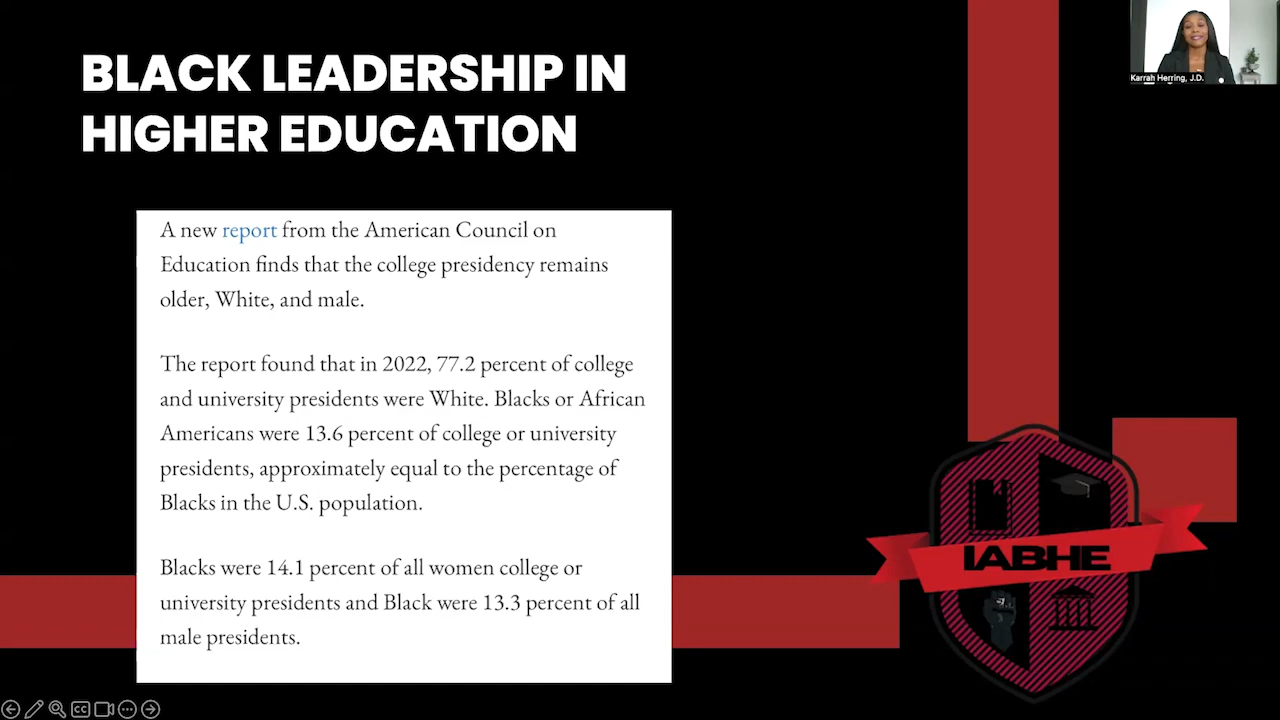 BLACK LEADERSHIP IN
HIGHER EDUCATION
Karrah Herring, J.D.
A new report from the American Council on
Education finds that the college presidency remains
older, White, and male.
The report found that in 2022, 77.2 percent of college
and university presidents were White. Blacks or African
Americans were 13.6 percent of college or university
presidents, approximately equal to the percentage of
Blacks in the U.S. population.
Blacks were 14.1 percent of all women college or
university presidents and Black were 13.3 percent of all
male presidents.
IABHE
CC